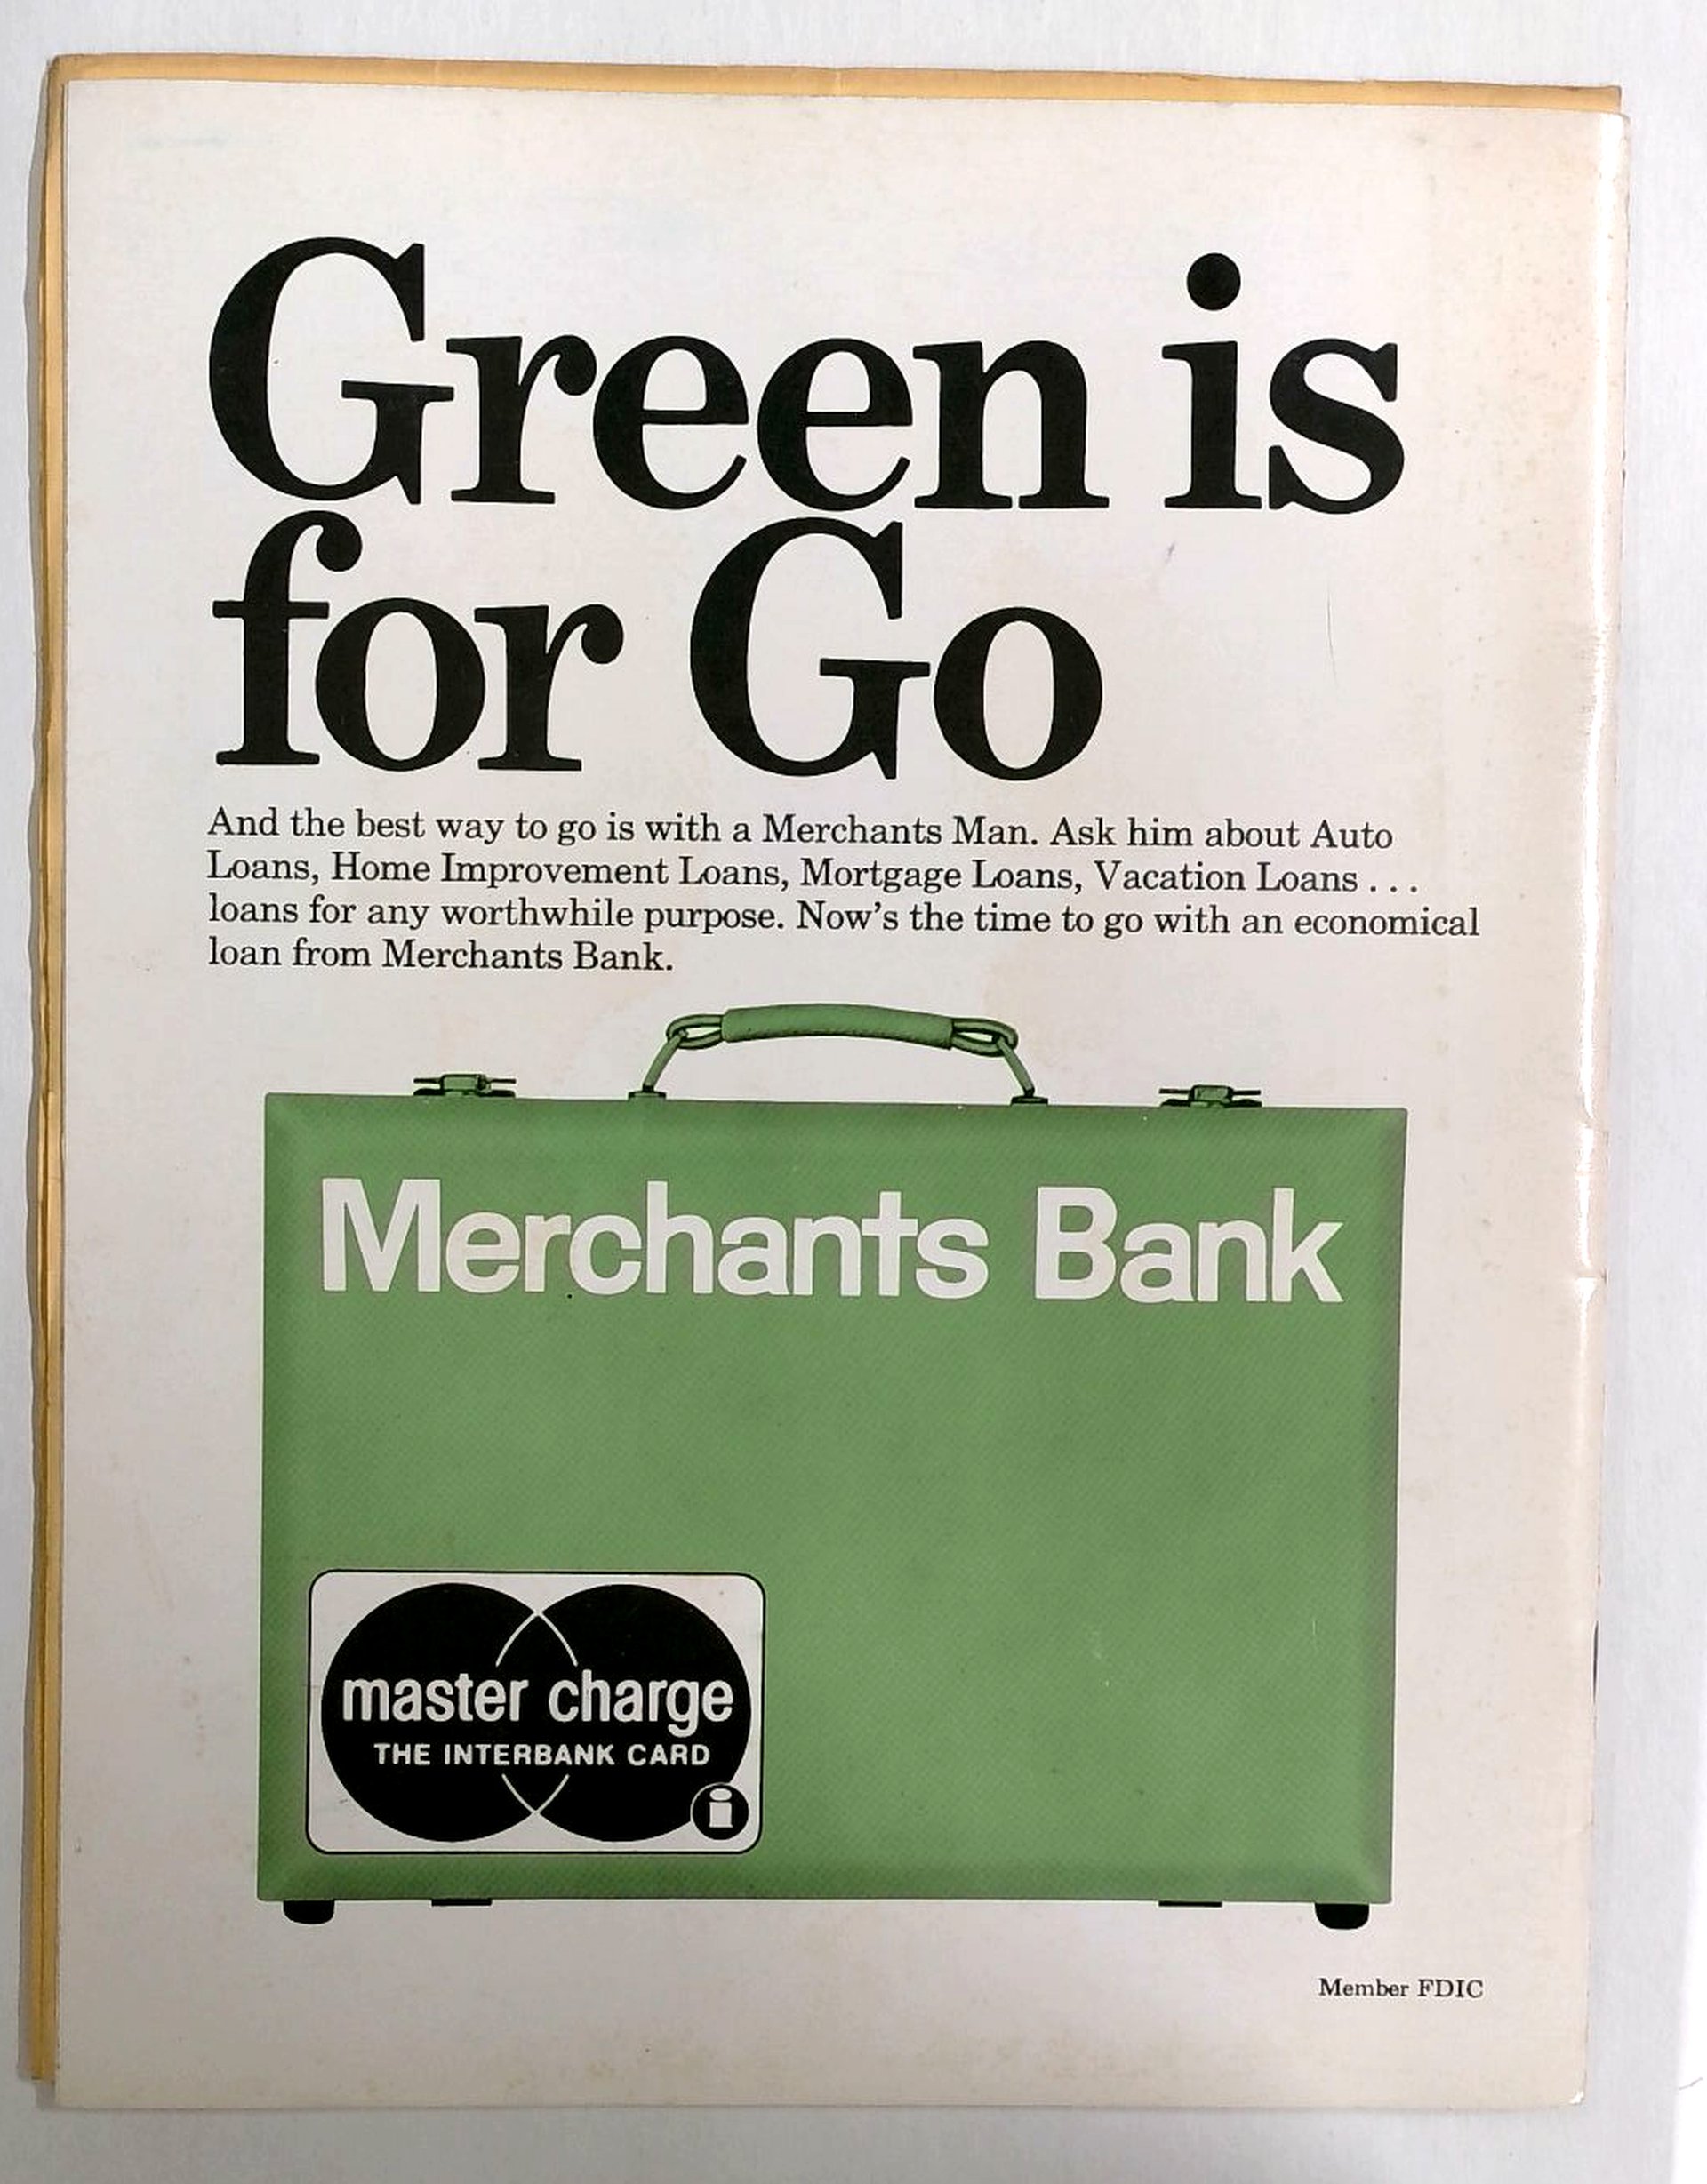 Green is
for Go
And the best way to go is with a Merchants Man. Ask him about Auto
Loans, Home Improvement Loans, Mortgage Loans, Vacation Loans . . .
loans for any worthwhile purpose. Now’s the time to go with an economical
loan from Merchants Bank.
Merchants Bank
master charge
THE INTERBANK CARD
i
Member FDIC